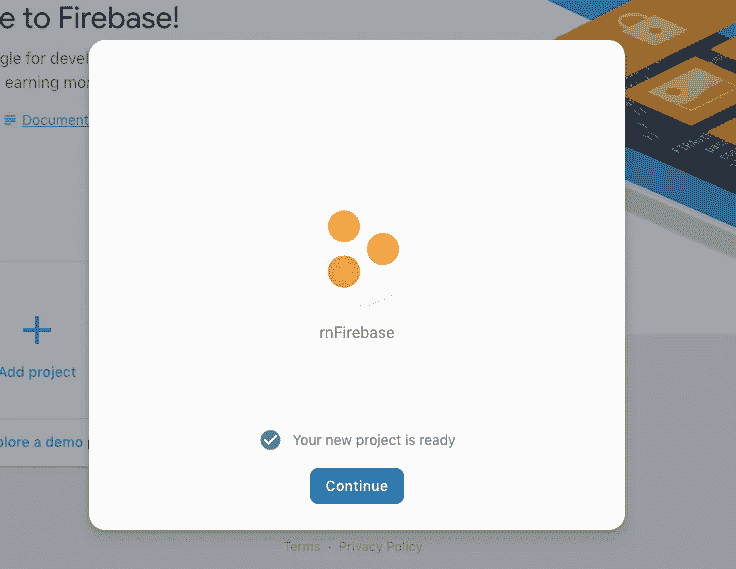 e to Firebase!
gle for devel
earning mor
Document
Add project
plore a demo
rnFirebase
Your new project is ready
Continue
Terms · Privacy Policy